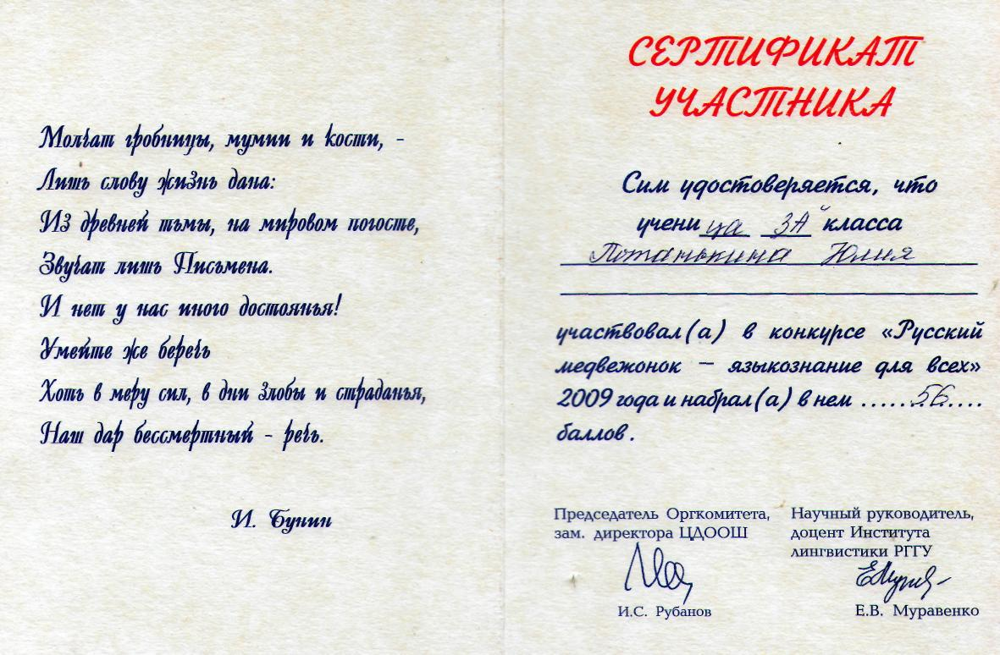 Молчат гробницы, мумии и кости, -
Лишь слову жизнь дана:
Из древней тьмы, на мировом погосте,
Звучат лишь Письмена.
И нет у нас иного достоянья!
Умейте же беречь
Хоть в меру сил, в дни злобы и страданья,
Наш дар бессмертный - речь.
И. Бунин
СЕРТИФИКАТ
УЧАСТНИКА
Сим удостоверяется, что
учени ца 3А класса
Потанькина Юлия
участвовал(а) в конкурсе «Русский
медвежонок – языкознание для всех»
2009 года и набрал(а) в нем ......56....
баллов.
Председатель Оргкомитета,
зам. директора ЦДООШ
И.С. Рубанов
Научный руководитель,
доцент Института
лингвистики РГГУ
Е.В. Муравенко